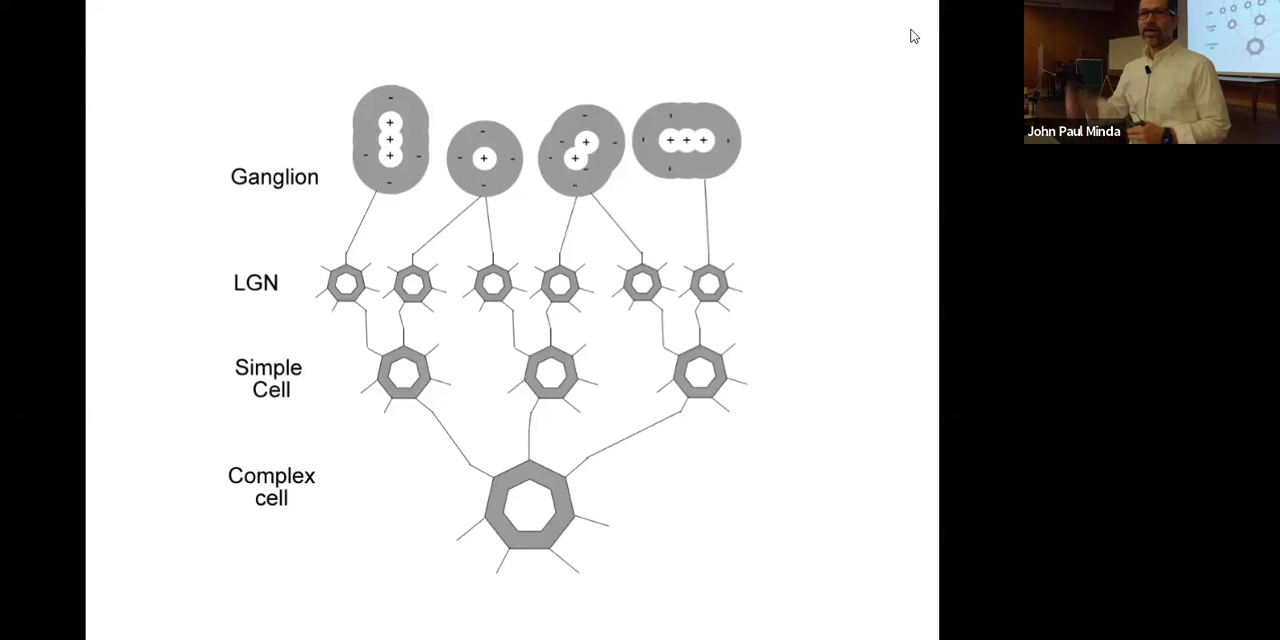 John Paul Minda
Ganglion
LGN
Simple
Cell
Complex
cell